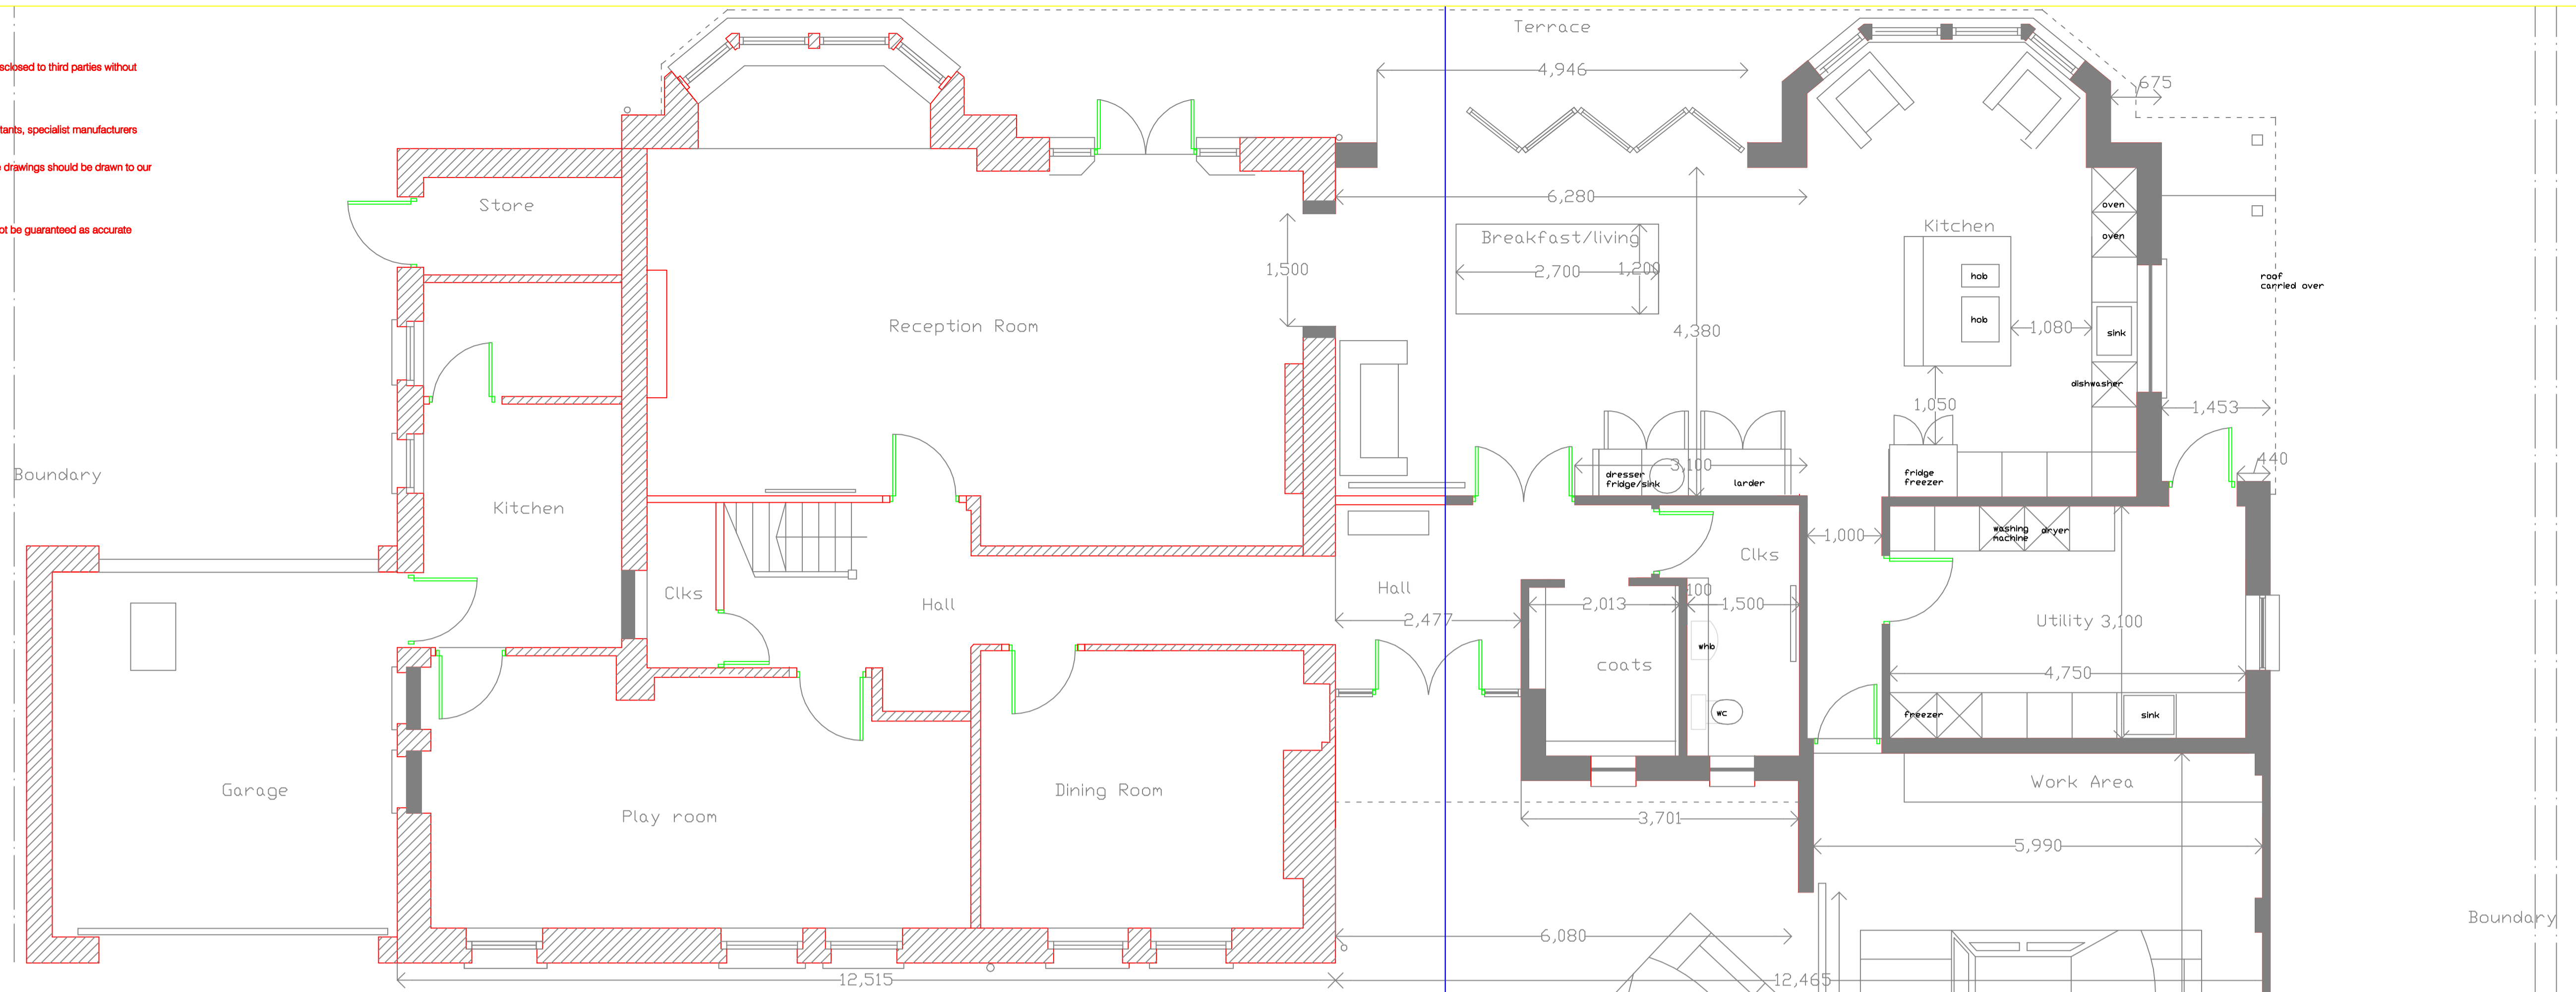 Terrace
sclosed to third parties without
4,946
675
tants, specialist manufacturers
e drawings should be drawn to our
6,280
Store
oven
Kitchen
ot be guaranteed as accurate
Breakfast/living
oven
1,500
2,700
1,200
hob
roof
carried over
hob
Reception Room
4,380
1,080
sink
dishwasher
1,050
1,453
Boundary
3,100
440
dresser
fridge/sink
larder
fridge
freezer
Kitchen
washing
machine
dryer
1,000
Clks
Clks
Hall
Hall
100
2,013
1,500
2,477
Utility 3,100
whb
coats
4,750
wc
freezer
sink
Garage
Dining Room
Work Area
Play room
3,701
5,990
Boundary
6,080
12,515
12,465